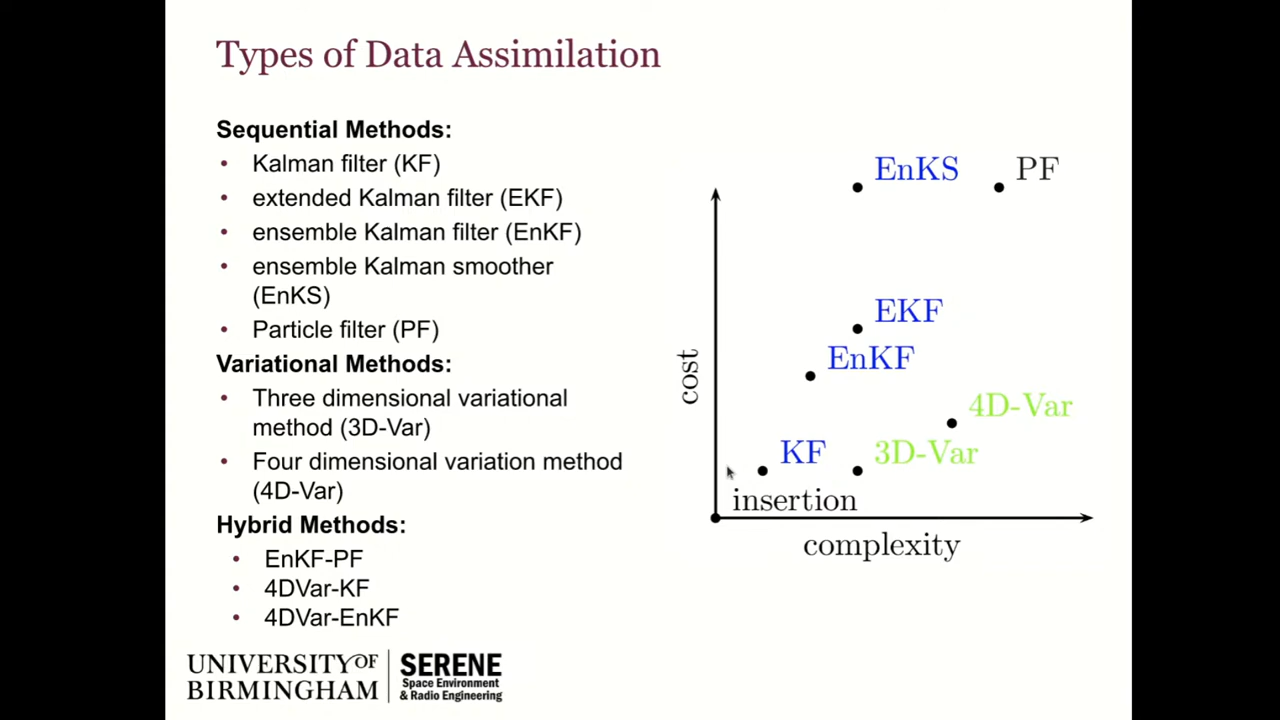 Types of Data Assimilation
Sequential Methods:
• Kalman filter (KF)
• extended Kalman filter (EKF)
• ensemble Kalman filter (EnKF)
• ensemble Kalman smoother
(EnKS)
• Particle filter (PF)
Variational Methods:
• Three dimensional variational
method (3D-Var)
• Four dimensional variation method
(4D-Var)
Hybrid Methods:
• EnKF-PF
• 4DVar-KF
• 4DVar-EnKF
EnKS
PF
EKF
EnKF
4D-Var
KF
3D-Var
insertion
cost
complexity
UNIVERSITY OF
BIRMINGHAM
SERENE
Space Environment
& Radio Engineering